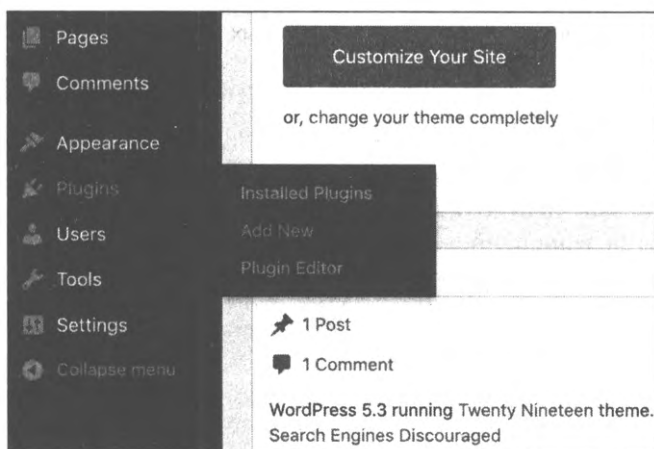 Pages
Comments
Appearance
Plugins
Users
Tools
Settings
Collapse menu
Customize Your Site
or, change your theme completely
Installed Plugins
Add New
Plugin Editor
1 Post
1 Comment
WordPress 5.3 running Twenty Nineteen theme.
Search Engines Discouraged